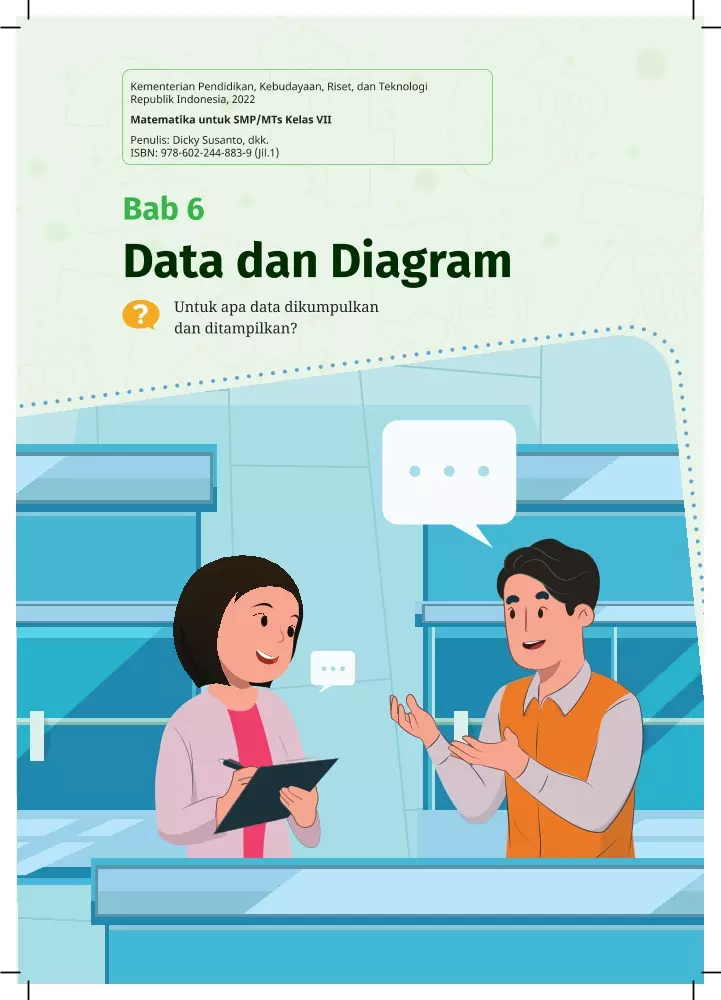 Kementerian Pendidikan, Kebudayaan, Riset, dan Teknologi
Republik Indonesia, 2022
Matematika untuk SMP/MTs Kelas VII
Penulis: Dicky Susanto, dkk.
ISBN: 978-602-244-883-9 (Jil.1)
Bab 6
Data dan Diagram
?
Untuk apa data dikumpulkan
dan ditampilkan?